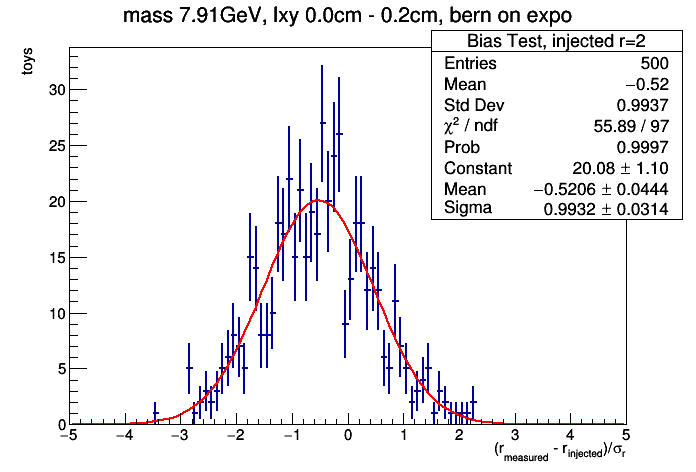 mass 7.91GeV, lxy 0.0cm - 0.2cm, bern on expo
toys
Bias Test, injected r=2
Entries 500
Mean −0.52
Std Dev 0.9937
χ² / ndf 55.89 / 97
Prob 0.9997
Constant 20.08 ± 1.10
Mean −0.5206 ± 0.0444
Sigma 0.9932 ± 0.0314
30
25
20
15
10
5
0
−5 −4 −3 −2 −1 0 1 2 3 4 5
(r_measured - r_injected)/σ_r